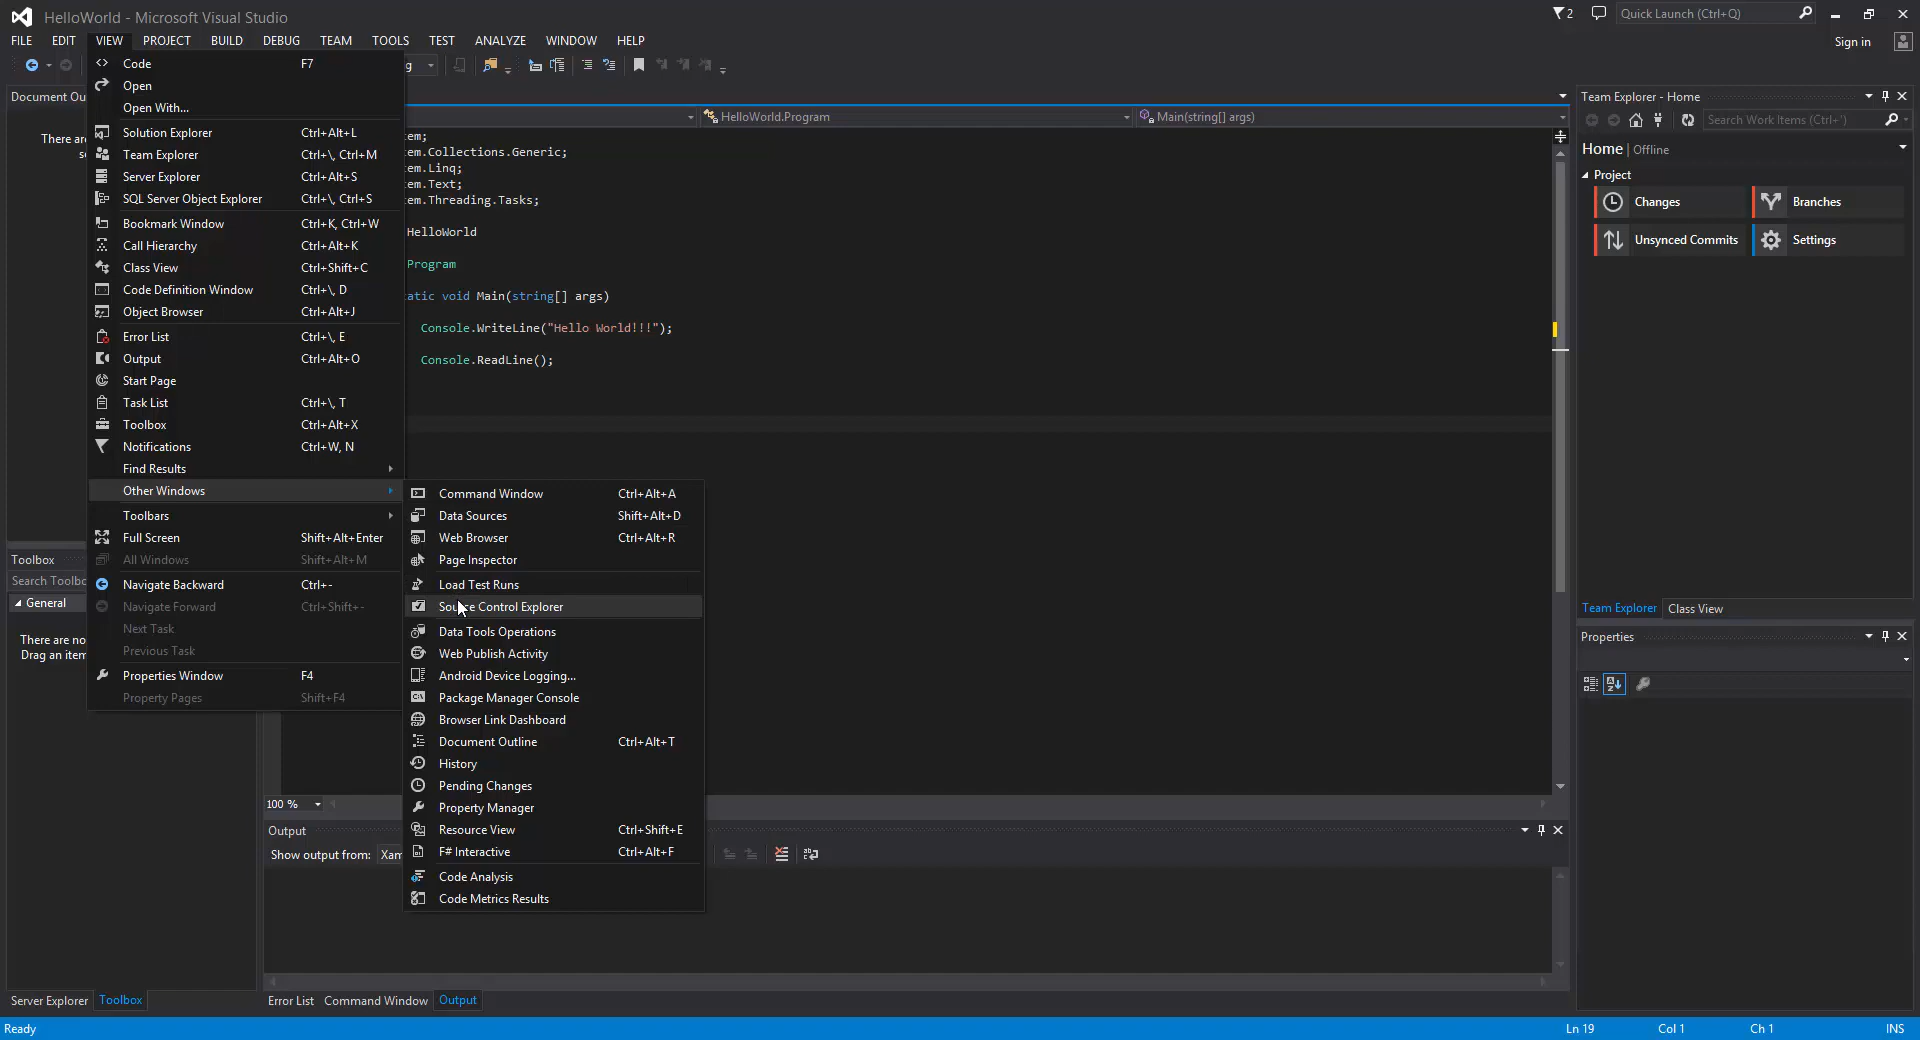 HelloWorld - Microsoft Visual Studio
2
Quick Launch (Ctrl+Q)
FILE EDIT VIEW PROJECT BUILD DEBUG TEAM TOOLS TEST ANALYZE WINDOW HELP
Sign in
Code F7
Open
Open With...
Solution Explorer Ctrl+Alt+L
Team Explorer Ctrl+\, Ctrl+M
Server Explorer Ctrl+Alt+S
SQL Server Object Explorer Ctrl+\, Ctrl+S
Bookmark Window Ctrl+K, Ctrl+W
Call Hierarchy Ctrl+Alt+K
Class View Ctrl+Shift+C
Code Definition Window Ctrl+\, D
Object Browser Ctrl+Alt+J
Error List Ctrl+\, E
Output Ctrl+Alt+O
Start Page
Task List Ctrl+\, T
Toolbox Ctrl+Alt+X
Notifications Ctrl+W, N
Find Results
Other Windows
Toolbars
Full Screen Shift+Alt+Enter
All Windows Shift+Alt+M
Navigate Backward Ctrl+-
Navigate Forward Ctrl+Shift+-
Next Task
Previous Task
Properties Window F4
Property Pages Shift+F4
Command Window Ctrl+Alt+A
Data Sources Shift+Alt+D
Web Browser Ctrl+Alt+R
Page Inspector
Load Test Runs
Source Control Explorer
Data Tools Operations
Web Publish Activity
Android Device Logging...
Package Manager Console
Browser Link Dashboard
Document Outline Ctrl+Alt+T
History
Pending Changes
Property Manager
Resource View Ctrl+Shift+E
F# Interactive Ctrl+Alt+F
Code Analysis
Code Metrics Results
Document Ou
There are
s
Toolbox
Search Toolbo
General
There are no
Drag an item
Server Explorer Toolbox
g
HelloWorld.Program
Main(string[] args)
tem;
tem.Collections.Generic;
tem.Linq;
tem.Text;
tem.Threading.Tasks;
HelloWorld
Program
atic void Main(string[] args)
Console.WriteLine("Hello World!!!");
Console.ReadLine();
100 %
Output
Show output from: Xam
Error List Command Window Output
Team Explorer - Home
Search Work Items (Ctrl+')
Home | Offline
Project
Changes Branches
Unsynced Commits Settings
Team Explorer Class View
Properties
Ready Ln 19 Col 1 Ch 1 INS